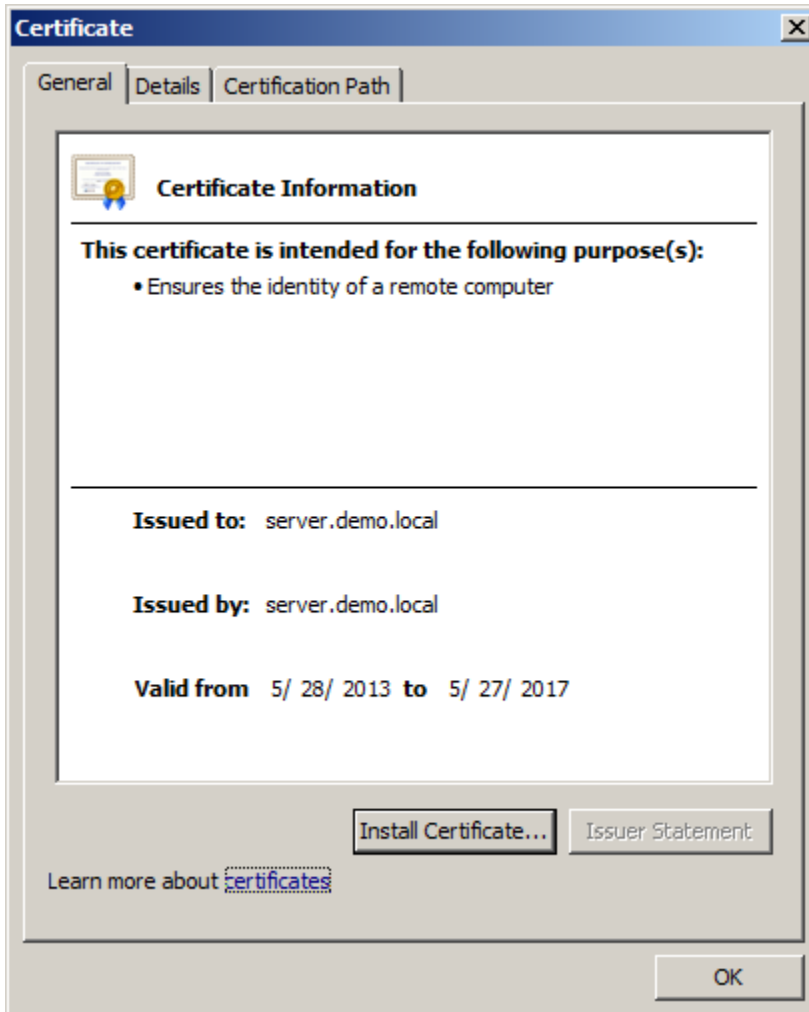 Certificate
General Details Certification Path
Certificate Information
This certificate is intended for the following purpose(s):
• Ensures the identity of a remote computer
Issued to: server.demo.local
Issued by: server.demo.local
Valid from 5/ 28/ 2013 to 5/ 27/ 2017
Install Certificate... Issuer Statement
Learn more about certificates
OK